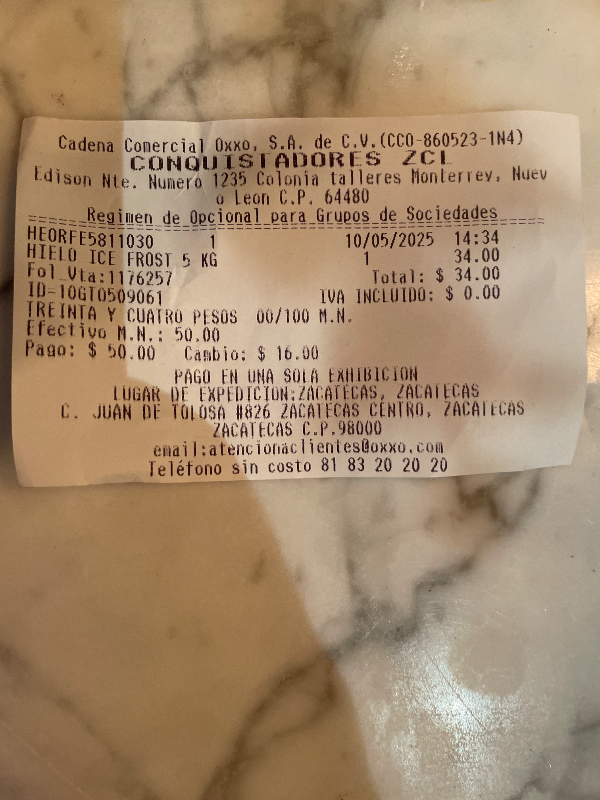 Cadena Comercial Oxxo, S.A. de C.V.(CCO-860523-1N4)
CONQUISTADORES ZCL
Edison Nte. Numero 1235 Colonia talleres Monterrey, Nuev
o Leon C.P. 64480
Regimen de Opcional para Grupos de Sociedades
HEORFE5811030 1 10/05/2025 14:34
HIELO ICE FROST 5 KG 1 34.00
Fol_Vta:1176257 Total: $ 34.00
ID=10GTO509061 IVA INCLUIDO: $ 0.00
TREINTA Y CUATRO PESOS 00/100 M.N.
Efectivo M.N.: 50.00
Pago: $ 50.00 Cambio: $ 16.00
PAGO EN UNA SOLA EXHIBICION
LUGAR DE EXPEDICION:ZACATECAS, ZACATECAS
C. JUAN DE TOLOSA #826 ZACATECAS CENTRO, ZACATECAS
ZACATECAS C.P.98000
email:atencionaclientes@oxxo.com
Teléfono sin costo 81 83 20 20 20